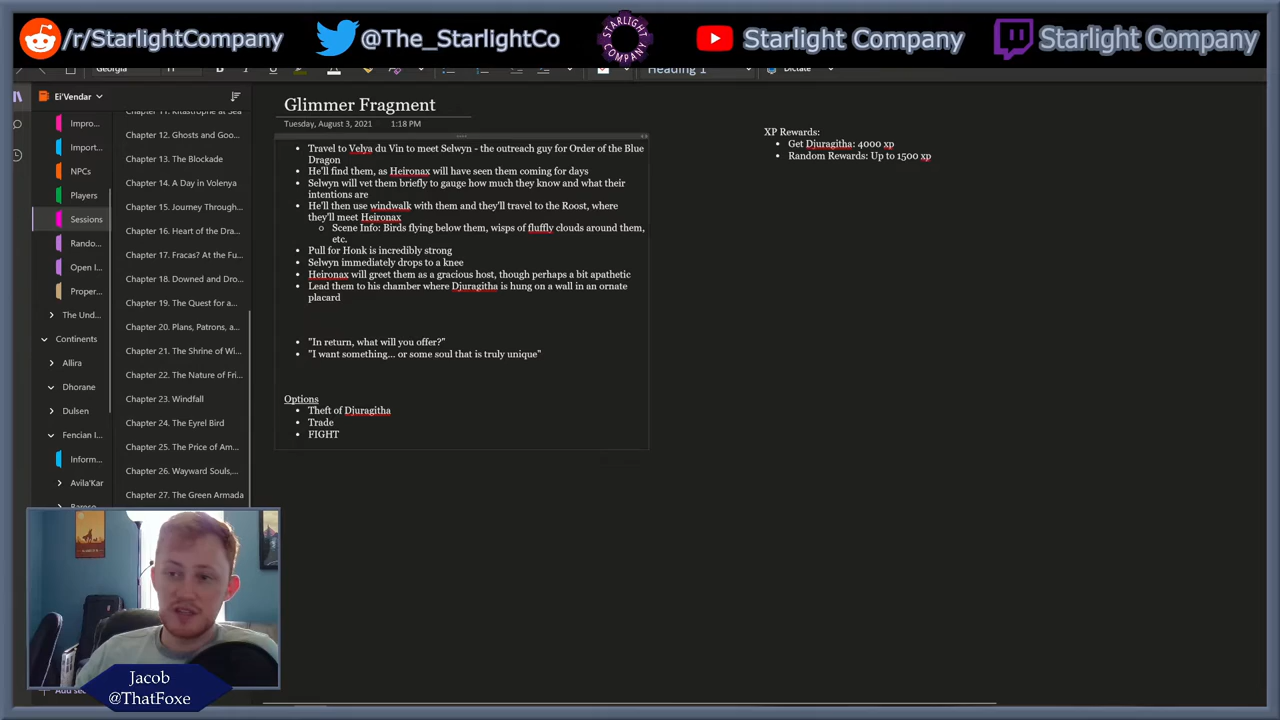 /r/StarlightCompany
@The_StarlightCo
STARLIGHT COMPANY
Starlight Company
Starlight Company
Georgia
11
B
I
U
A
Heading 1
Dictate
Ei'Vendar
Impro...
Import...
NPCs
Players
Sessions
Rando...
Open I...
Proper...
The Und...
Continents
Allira
Dhorane
Dulsen
Fencian I...
Inform...
Avila'Kar
Chapter 11. Kitastrophe at Sea
Chapter 12. Ghosts and Goo...
Chapter 13. The Blockade
Chapter 14. A Day in Volenya
Chapter 15. Journey Through...
Chapter 16. Heart of the Dra...
Chapter 17. Fracas? At the Fu...
Chapter 18. Downed and Dro...
Chapter 19. The Quest for a...
Chapter 20. Plans, Patrons, a...
Chapter 21. The Shrine of Wi...
Chapter 22. The Nature of Fri...
Chapter 23. Windfall
Chapter 24. The Eyrel Bird
Chapter 25. The Price of Am...
Chapter 26. Wayward Souls,...
Chapter 27. The Green Armada
Glimmer Fragment
Tuesday, August 3, 2021 1:18 PM
• Travel to Velya du Vin to meet Selwyn - the outreach guy for Order of the Blue
Dragon
• He'll find them, as Heironax will have seen them coming for days
• Selwyn will vet them briefly to gauge how much they know and what their
intentions are
• He'll then use windwalk with them and they'll travel to the Roost, where
they'll meet Heironax
○ Scene Info: Birds flying below them, wisps of fluffly clouds around them,
etc.
• Pull for Honk is incredibly strong
• Selwyn immediately drops to a knee
• Heironax will greet them as a gracious host, though perhaps a bit apathetic
• Lead them to his chamber where Djuragitha is hung on a wall in an ornate
placard
• "In return, what will you offer?"
• "I want something... or some soul that is truly unique"
Options
• Theft of Djuragitha
• Trade
• FIGHT
XP Rewards:
• Get Djuragitha: 4000 xp
• Random Rewards: Up to 1500 xp
Jacob
@ThatFoxe